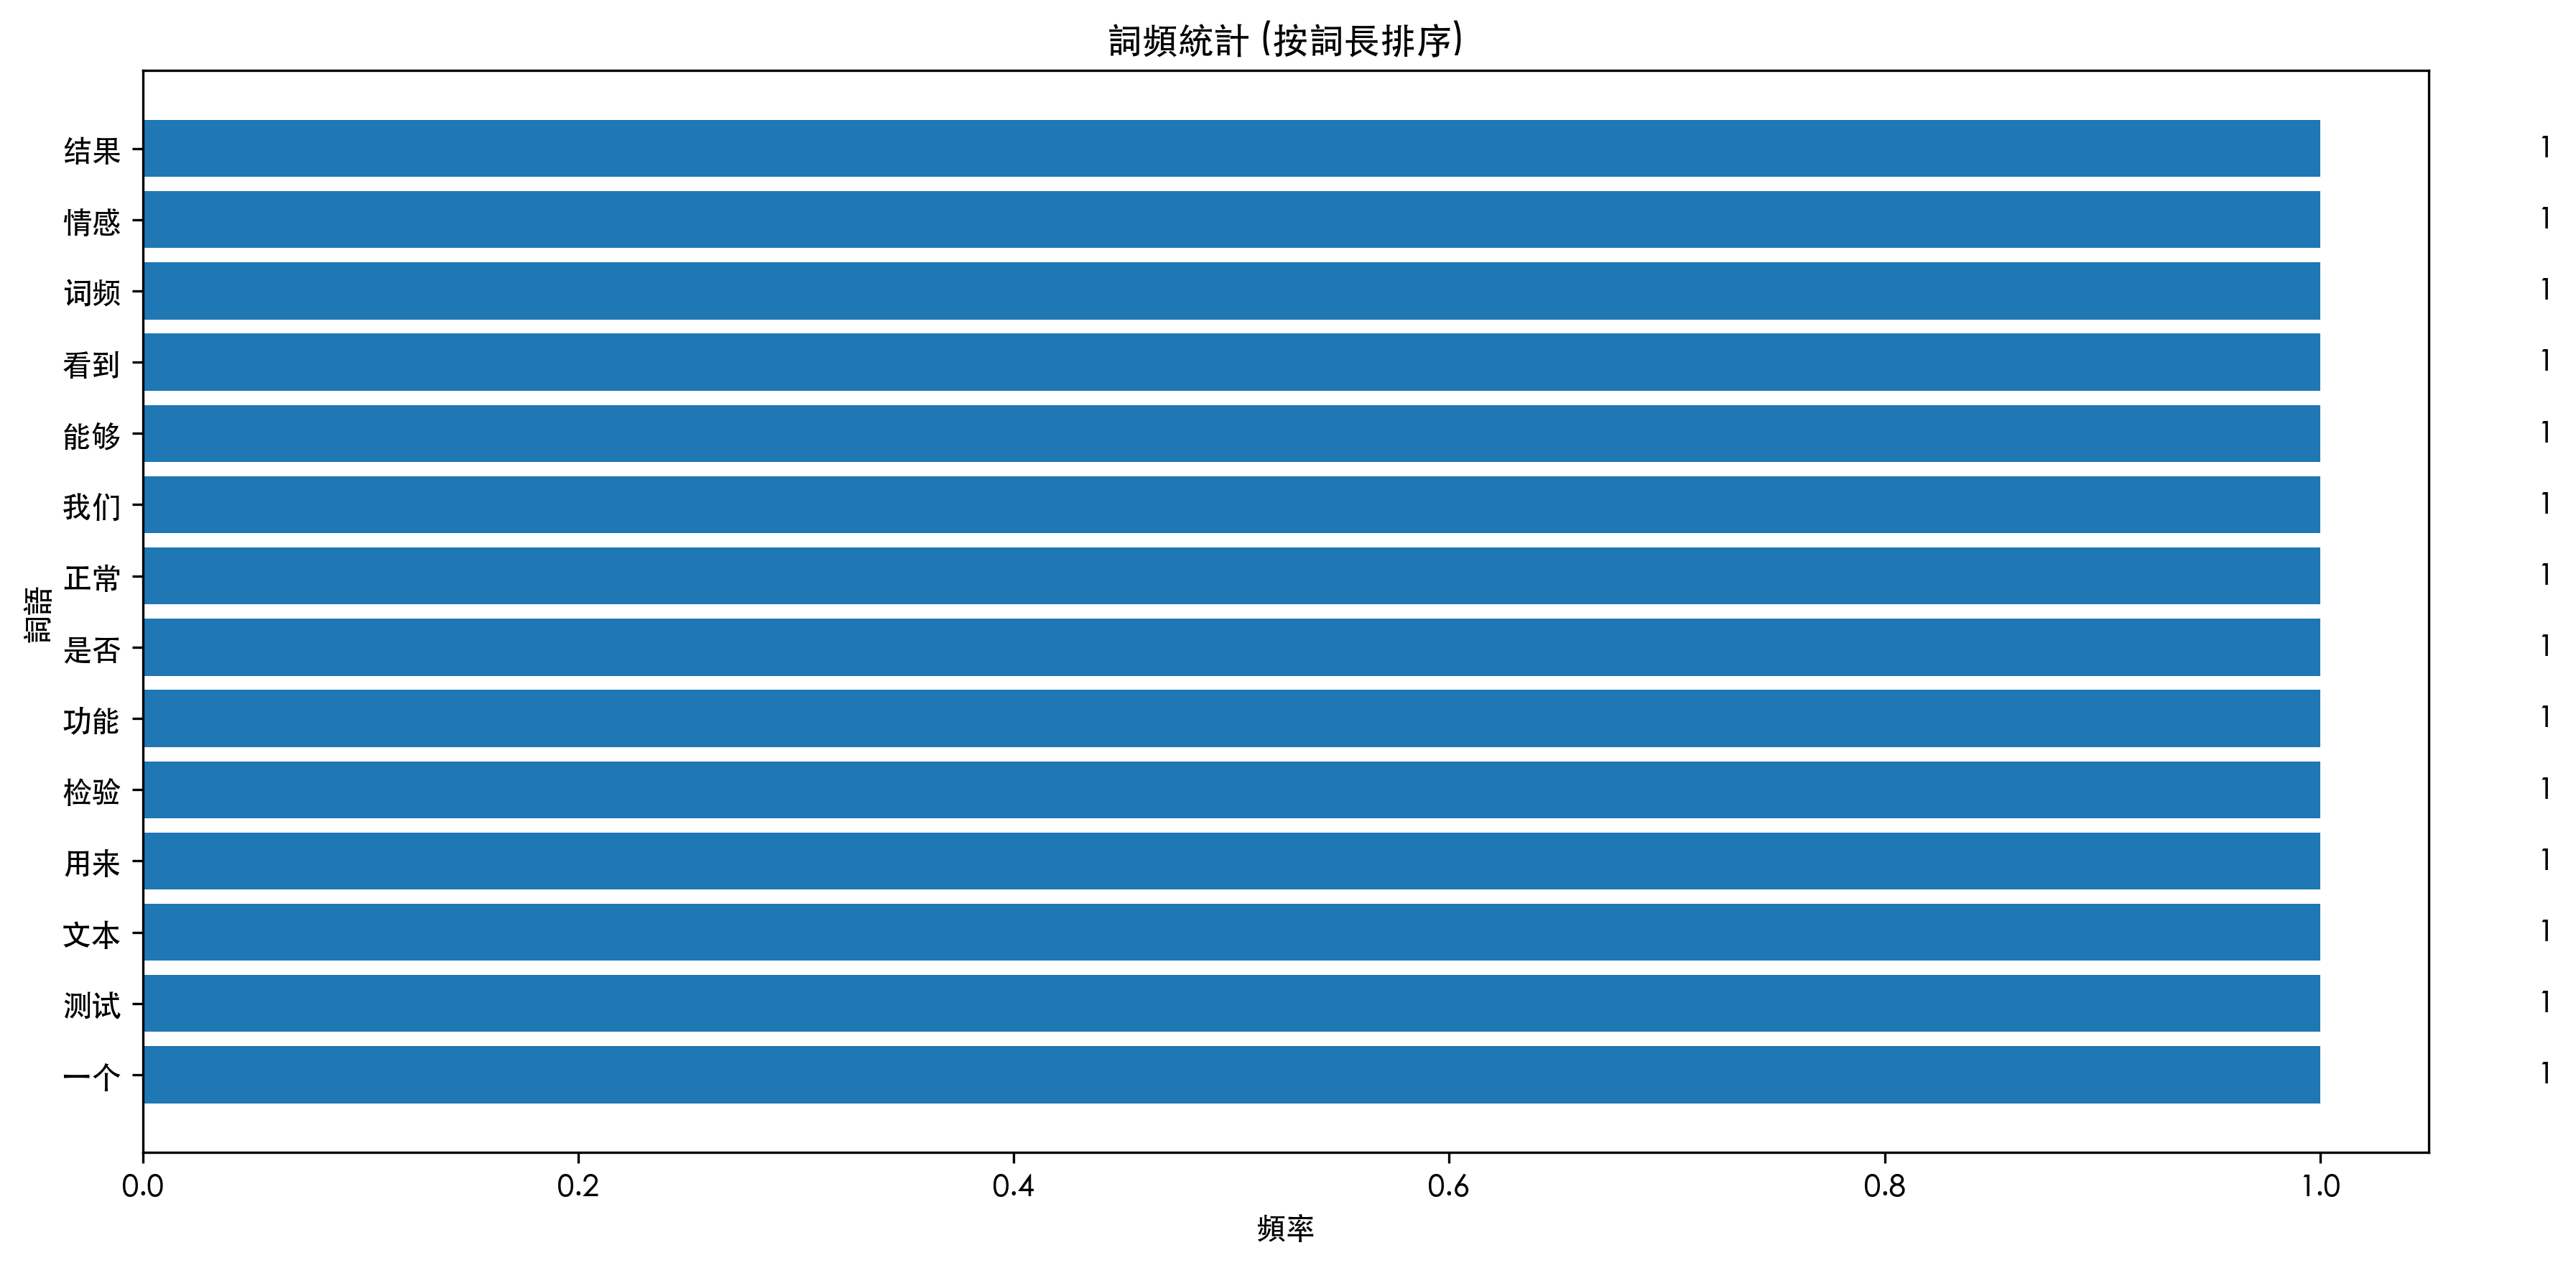 詞頻統計 (按詞長排序)
结果 1
情感 1
词频 1
看到 1
能够 1
我们 1
正常 1
是否 1
功能 1
检验 1
用来 1
文本 1
测试 1
一个 1
詞語
0.0 0.2 0.4 0.6 0.8 1.0
頻率